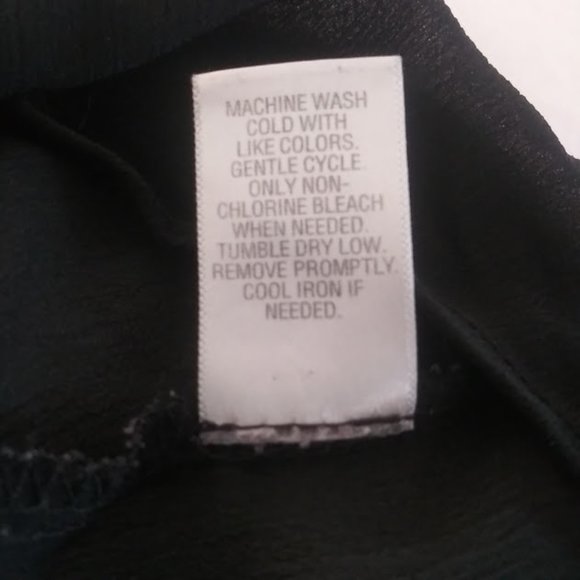 MACHINE WASH
COLD WITH
LIKE COLORS.
GENTLE CYCLE.
ONLY NON-
CHLORINE BLEACH
WHEN NEEDED.
TUMBLE DRY LOW.
REMOVE PROMPTLY.
COOL IRON IF
NEEDED.